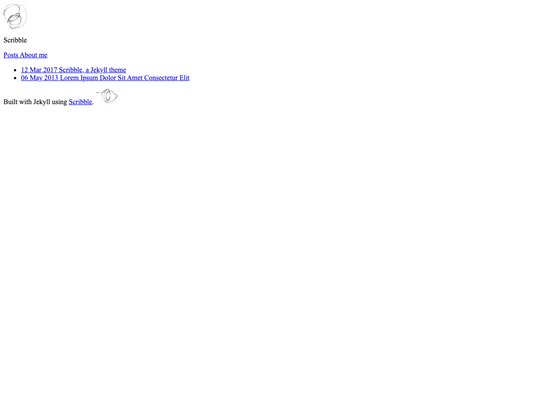 Scribble
Posts About me
12 Mar 2017 Scribble, a Jekyll theme
06 May 2013 Lorem Ipsum Dolor Sit Amet Consectetur Elit
Built with Jekyll using Scribble.